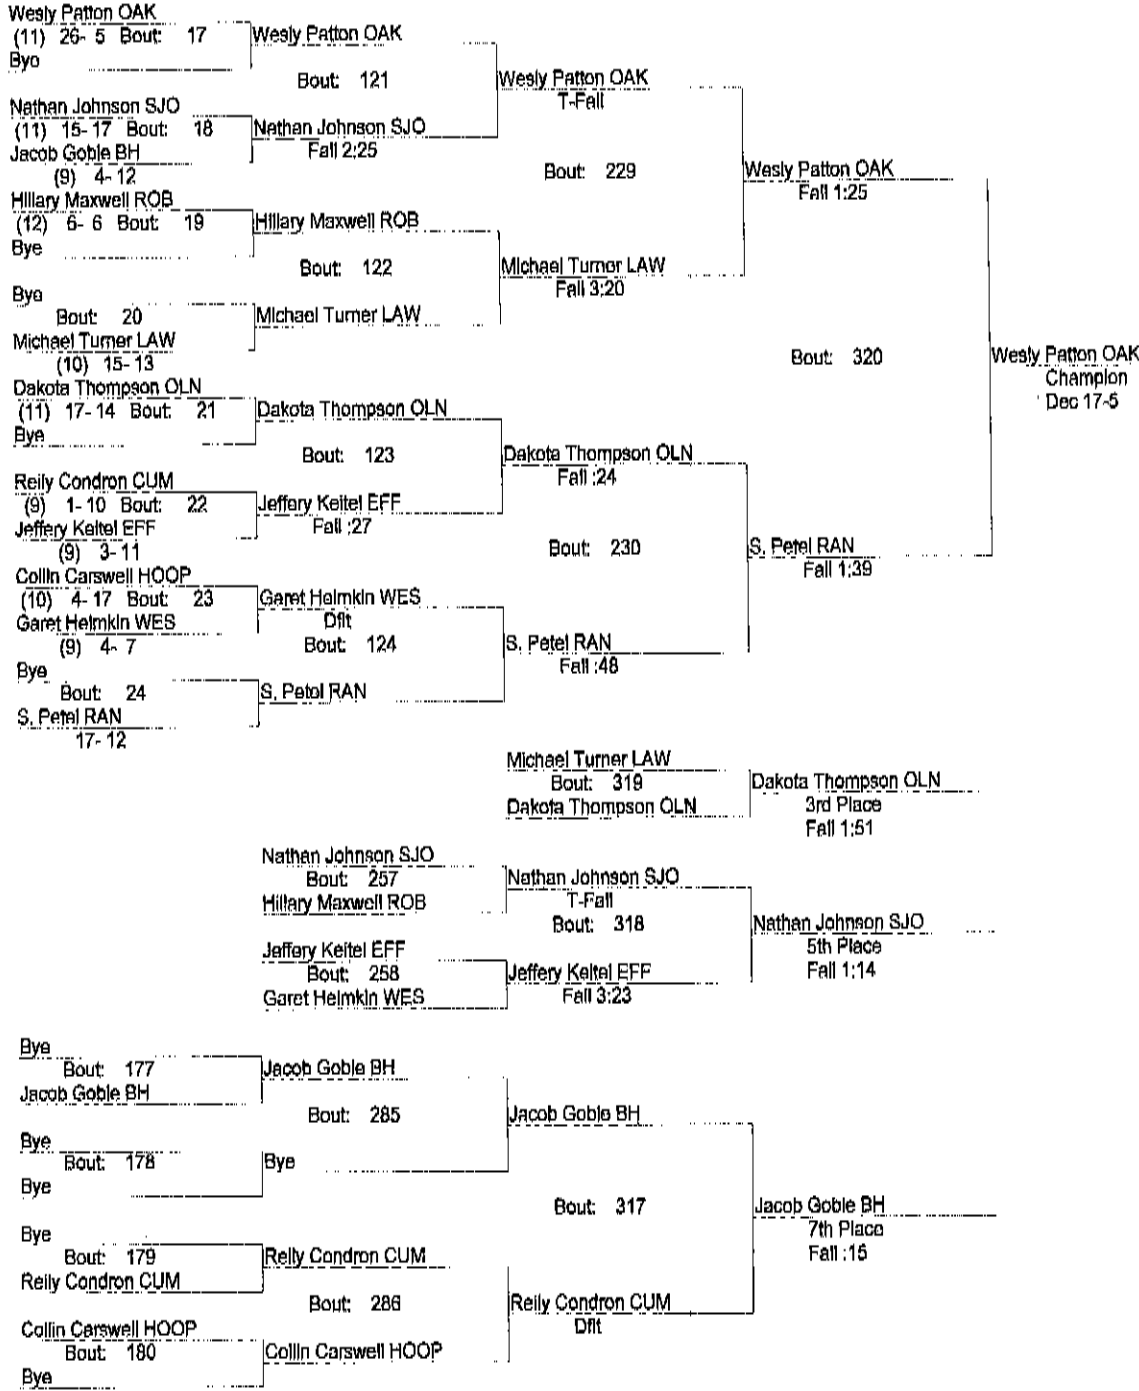 Wesly Patton OAK
(11) 26- 5 Bout: 17
Bye
Wesly Patton OAK
Bout: 121
Nathan Johnson SJO
(11) 15- 17 Bout: 18
Jacob Goble BH
(9) 4- 12
Nathan Johnson SJO
Fall 2:25
Wesly Patton OAK
T-Fall
Bout: 229
Hillary Maxwell ROB
(12) 6- 6 Bout: 19
Bye
Hillary Maxwell ROB
Bout: 122
Bye
Bout: 20
Michael Turner LAW
(10) 15- 13
Michael Turner LAW
Michael Turner LAW
Fall 3:20
Wesly Patton OAK
Fall 1:25
Bout: 320
Wesly Patton OAK
Champion
Dec 17-5
Dakota Thompson OLN
(11) 17- 14 Bout: 21
Bye
Dakota Thompson OLN
Bout: 123
Reily Condron CUM
(9) 1- 10 Bout: 22
Jeffery Keitel EFF
(9) 3- 11
Jeffery Keitel EFF
Fall :27
Dakota Thompson OLN
Fall :24
Bout: 230
Collin Carswell HOOP
(10) 4- 17 Bout: 23
Garet Helmkin WES
(9) 4- 7
Garet Helmkin WES
Dflt
Bout: 124
Bye
Bout: 24
S. Petel RAN
17- 12
S. Petel RAN
S. Petel RAN
Fall :48
S. Petel RAN
Fall 1:39
Michael Turner LAW
Bout: 319
Dakota Thompson OLN
Dakota Thompson OLN
3rd Place
Fall 1:51
Nathan Johnson SJO
Bout: 257
Hillary Maxwell ROB
Nathan Johnson SJO
T-Fall
Bout: 318
Jeffery Keitel EFF
Bout: 258
Garet Helmkin WES
Jeffery Keitel EFF
Fall 3:23
Nathan Johnson SJO
5th Place
Fall 1:14
Bye
Bout: 177
Jacob Goble BH
Jacob Goble BH
Bout: 285
Bye
Bout: 178
Bye
Bye
Jacob Goble BH
Bout: 317
Bye
Bout: 179
Reily Condron CUM
Reily Condron CUM
Bout: 286
Collin Carswell HOOP
Bout: 180
Bye
Collin Carswell HOOP
Reily Condron CUM
Dflt
Jacob Goble BH
7th Place
Fall :15